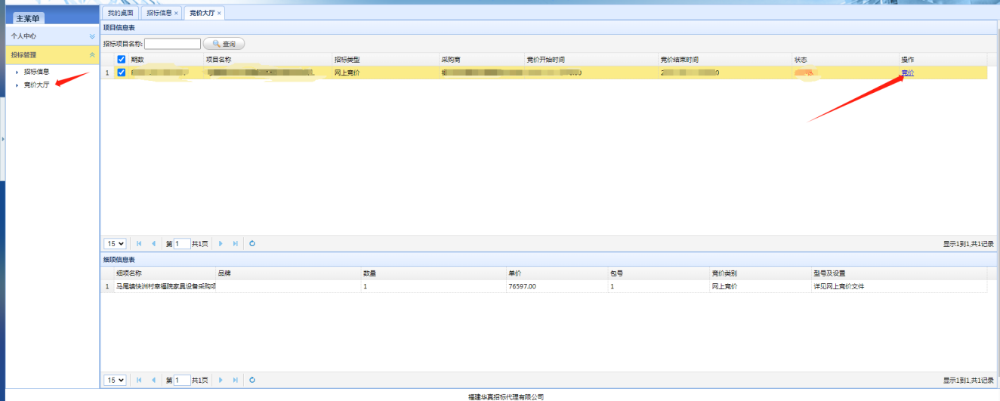 主菜单
我的桌面 招标信息 × 竞价大厅 ×
个人中心
投标管理
招标信息
竞价大厅
项目信息表
招标项目名称: 查询
期数 项目名称 招标类型 采购商 竞价开始时间 竞价结束时间 状态 操作
1 网上竞价 竞价
15 第 1 共1页 显示1到1,共1记录
细项信息表
细项名称 品牌 数量 单价 包号 竞价类别 型号及设置
1 马尾镇快洲村幸福院家具设备采购项 1 76597.00 1 网上竞价 详见网上竞价文件
15 第 1 共1页 显示1到1,共1记录
福建华真招标代理有限公司